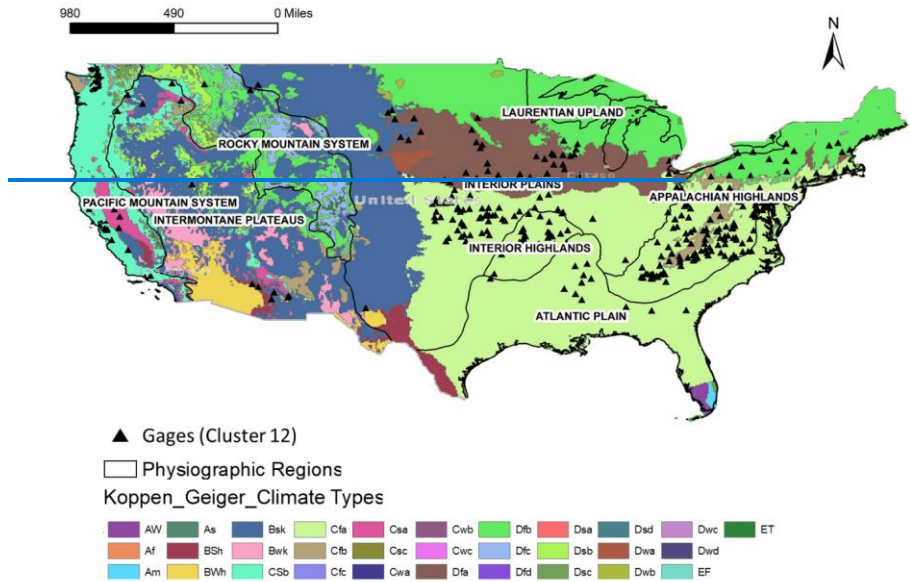 980 490 0 Miles
N
LAURENTIAN UPLAND
ROCKY MOUNTAIN SYSTEM
Chicago
INTERIOR PLAINS
APPALACHIAN HIGHLANDS
PACIFIC MOUNTAIN SYSTEM
United States
INTERMONTANE PLATEAUS
INTERIOR HIGHLANDS
ATLANTIC PLAIN
Gages (Cluster 12)
Physiographic Regions
Koppen_Geiger_Climate Types
AW As Bsk Cfa Csa Cwb Dfb Dsa Dsd Dwc ET
Af BSh Bwk Cfb Csc Cwc Dfc Dsb Dwa Dwd
Am BWh CSb Cfc Cwa Dfa Dfd Dsc Dwb EF